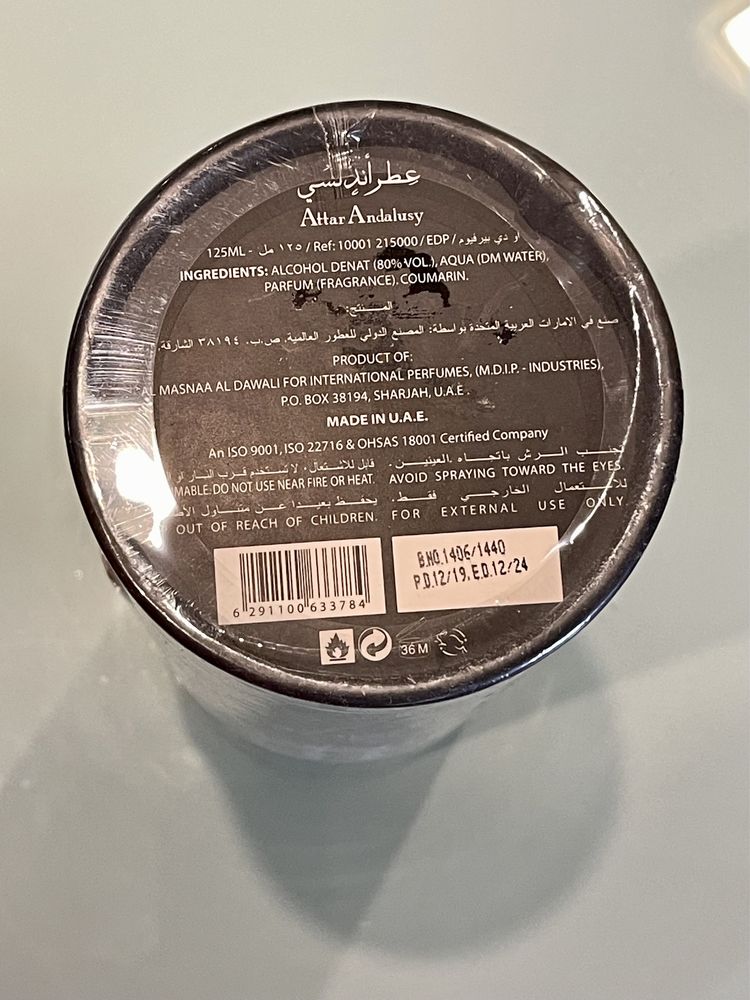 عطر أندلسي
Attar Andalusy
125ML - ١٢٥ مل / Ref: 10001 215000 / EDP / او دي بيرفيوم
INGREDIENTS: ALCOHOL DENAT (80% VOL.), AQUA (DM WATER),
PARFUM (FRAGRANCE), COUMARIN.
المـــنتج:
صنع في الامارات العربية المتحدة بواسطة: المصنع الدولي للعطور العالمية، ص.ب. ٣٨١٩٤ الشارقة.
PRODUCT OF:
AL MASNAA AL DAWALI FOR INTERNATIONAL PERFUMES, (M.D.I.P. - INDUSTRIES),
P.O. BOX 38194, SHARJAH, U.A.E.
MADE IN U.A.E.
An ISO 9001, ISO 22716 & OHSAS 18001 Certified Company
قابل للاشتعال، لا تستخدم قرب النار او
تجنب الرش باتجاه العينين.
MABLE: DO NOT USE NEAR FIRE OR HEAT.
AVOID SPRAYING TOWARD THE EYES.
يحفظ بعيدا عن متناول
للاستعمال الخارجي فقط.
OUT OF REACH OF CHILDREN.
FOR EXTERNAL USE ONLY.
B.NO.1406/1440
P.D.12/19. E.D.12/24
6 291100 633784
36 M